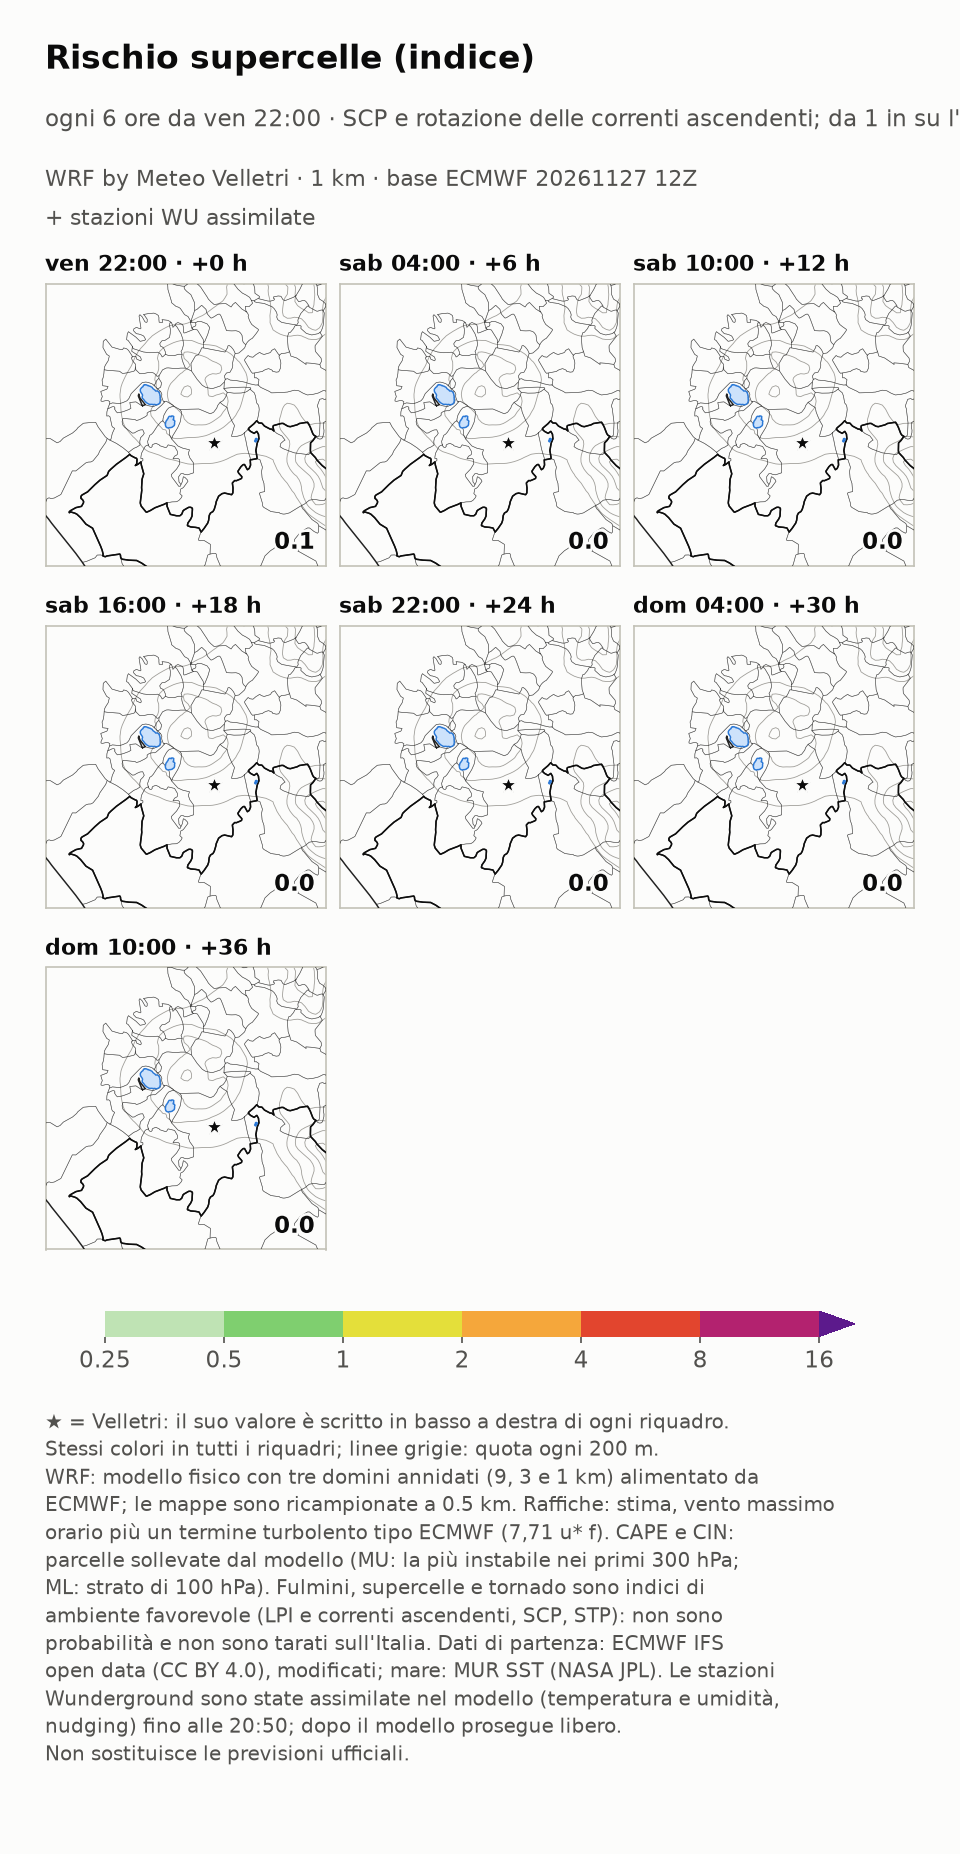 Rischio supercelle (indice)
ogni 6 ore da ven 22:00 · SCP e rotazione delle correnti ascendenti; da 1 in su l'
WRF by Meteo Velletri · 1 km · base ECMWF 20261127 12Z
+ stazioni WU assimilate
ven 22:00 · +0 h
sab 04:00 · +6 h
sab 10:00 · +12 h
0.1
0.0
0.0
sab 16:00 · +18 h
sab 22:00 · +24 h
dom 04:00 · +30 h
0.0
0.0
0.0
dom 10:00 · +36 h
0.0
0.25 0.5 1 2 4 8 16
★ = Velletri: il suo valore è scritto in basso a destra di ogni riquadro.
Stessi colori in tutti i riquadri; linee grigie: quota ogni 200 m.
WRF: modello fisico con tre domini annidati (9, 3 e 1 km) alimentato da
ECMWF; le mappe sono ricampionate a 0.5 km. Raffiche: stima, vento massimo
orario più un termine turbolento tipo ECMWF (7,71 u* f). CAPE e CIN:
parcelle sollevate dal modello (MU: la più instabile nei primi 300 hPa;
ML: strato di 100 hPa). Fulmini, supercelle e tornado sono indici di
ambiente favorevole (LPI e correnti ascendenti, SCP, STP): non sono
probabilità e non sono tarati sull'Italia. Dati di partenza: ECMWF IFS
open data (CC BY 4.0), modificati; mare: MUR SST (NASA JPL). Le stazioni
Wunderground sono state assimilate nel modello (temperatura e umidità,
nudging) fino alle 20:50; dopo il modello prosegue libero.
Non sostituisce le previsioni ufficiali.